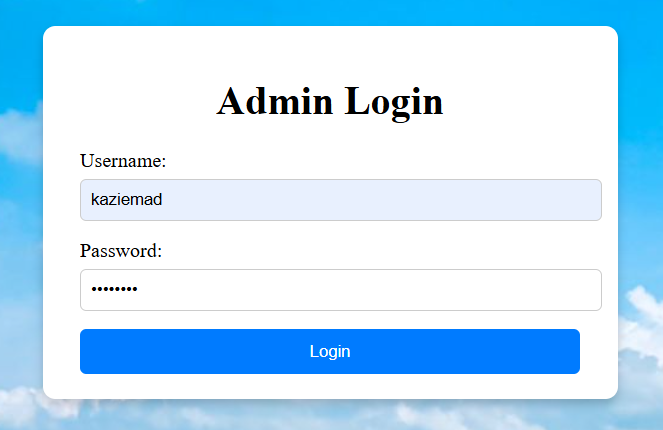 Admin Login
Username:
kaziemad
Password:
••••••••
Login